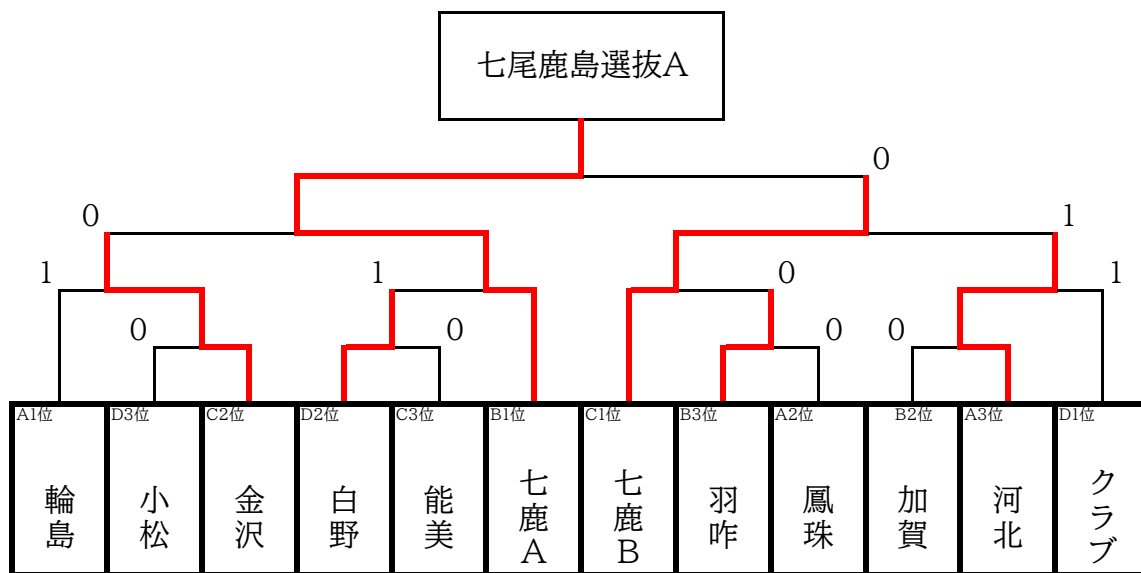 七尾鹿島選抜A
0
0
1
1
1
0
1
0
0
0
0
A1位
D3位
C2位
D2位
C3位
B1位
C1位
B3位
A2位
B2位
A3位
D1位
輪島
小松
金沢
白野
能美
七鹿A
七鹿B
羽咋
鳳珠
加賀
河北
クラブ